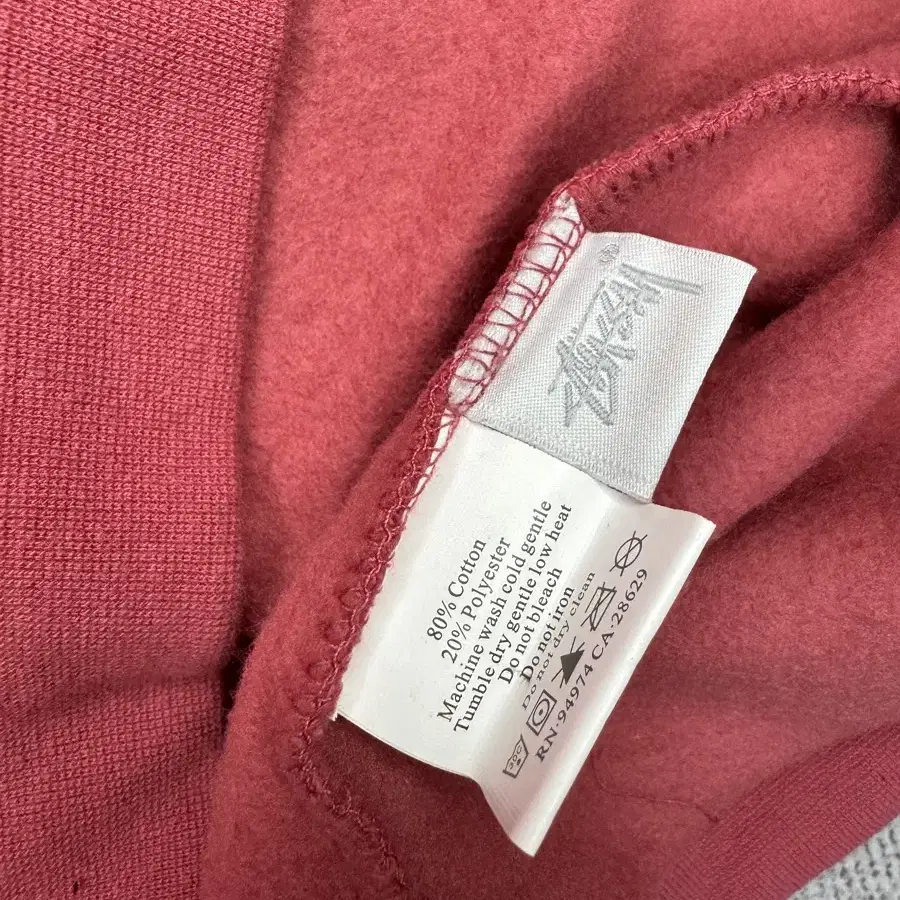 Stüssy
80% Cotton
20% Polyester
Machine wash cold gentle
Tumble dry gentle low heat
Do not bleach
Do not iron
Do not dry clean
30C
RN:94974 CA:28629